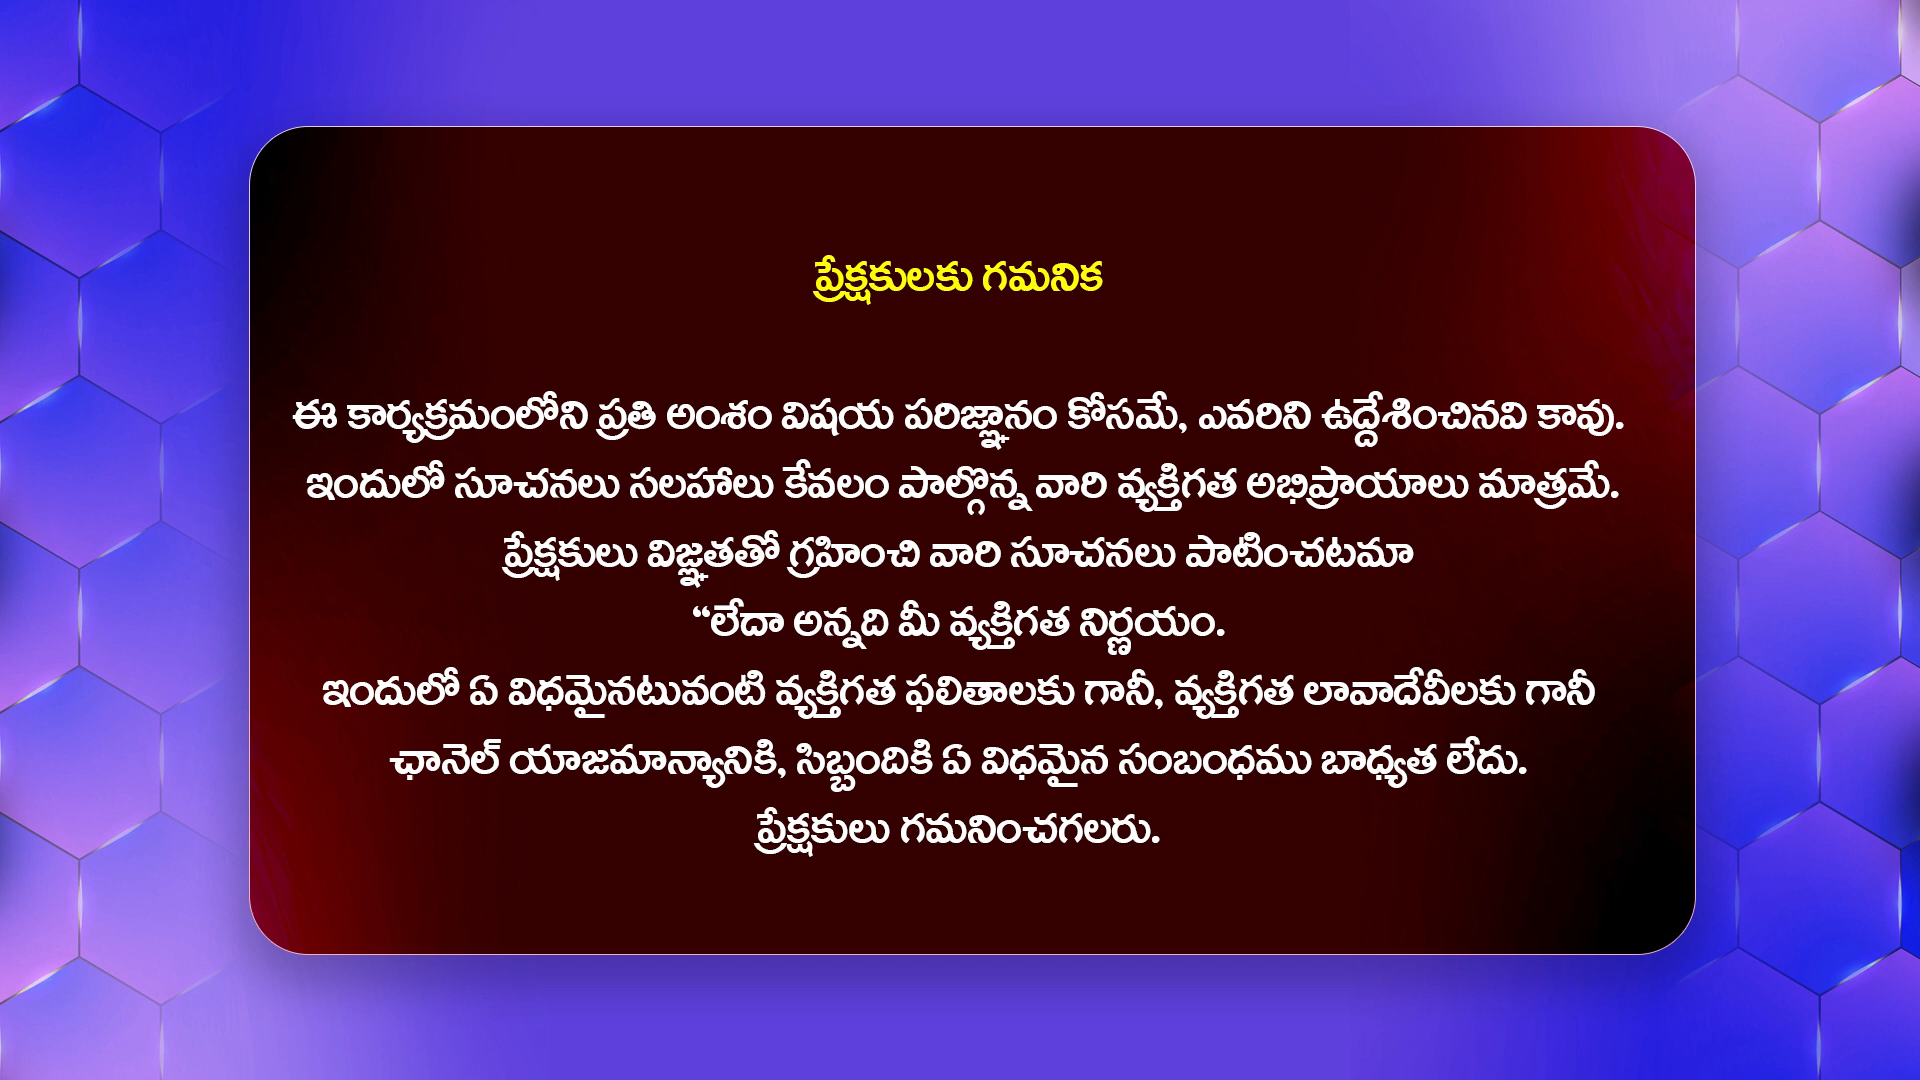 ప్రేక్షకులకు గమనిక
ఈ కార్యక్రమంలోని ప్రతి అంశం విషయ పరిజ్ఞానం కోసమే, ఎవరిని ఉద్దేశించినవి కావు.
ఇందులో సూచనలు సలహాలు కేవలం పాల్గొన్న వారి వ్యక్తిగత అభిప్రాయాలు మాత్రమే.
ప్రేక్షకులు విజ్ఞతతో గ్రహించి వారి సూచనలు పాటించటమా
“లేదా అన్నది మీ వ్యక్తిగత నిర్ణయం.
ఇందులో ఏ విధమైనటువంటి వ్యక్తిగత ఫలితాలకు గానీ, వ్యక్తిగత లావాదేవీలకు గానీ
ఛానెల్ యాజమాన్యానికి, సిబ్బందికి ఏ విధమైన సంబంధము బాధ్యత లేదు.
ప్రేక్షకులు గమనించగలరు.